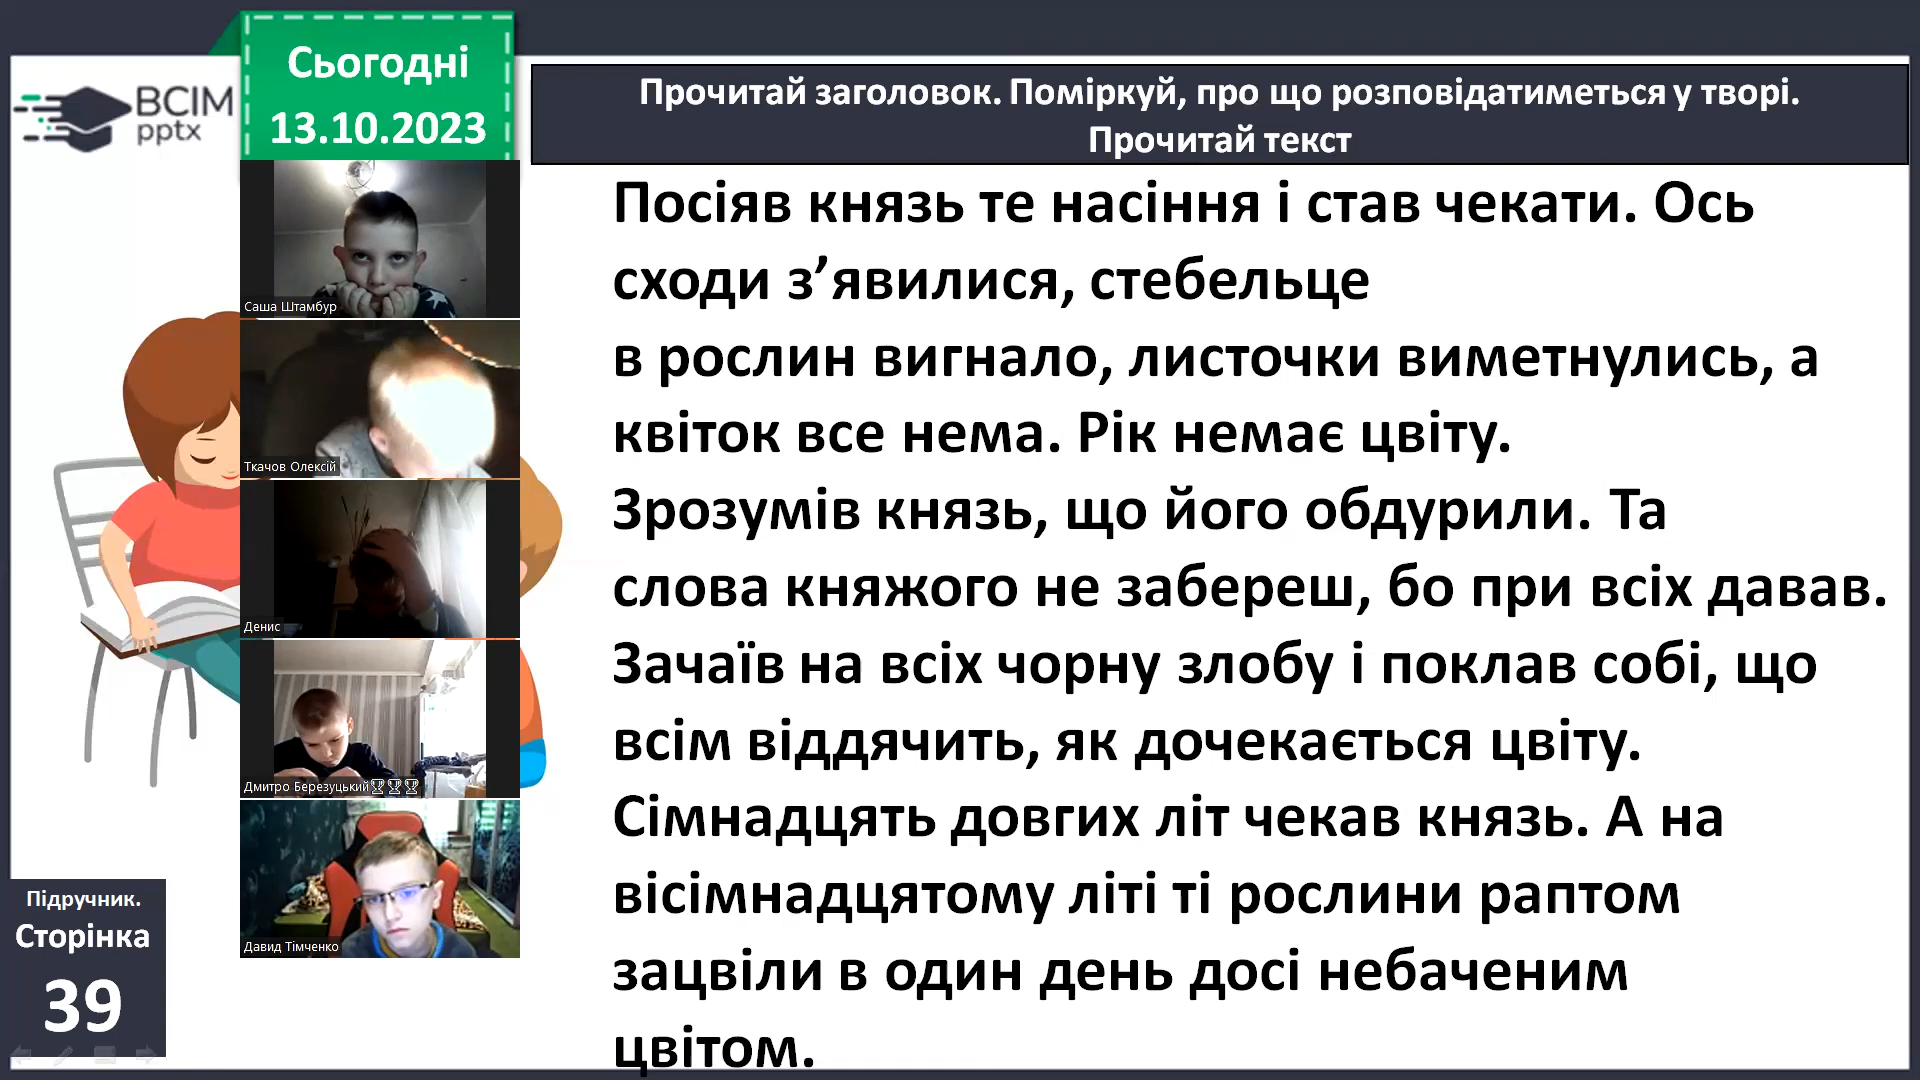 Сьогодні
13.10.2023
ВСІМ
pptx
Прочитай заголовок. Поміркуй, про що розповідатиметься у творі.
Прочитай текст
Посіяв князь те насіння і став чекати. Ось
сходи з’явилися, стебельце
в рослин вигнало, листочки виметнулись, а
квіток все нема. Рік немає цвіту.
Зрозумів князь, що його обдурили. Та
слова княжого не забереш, бо при всіх давав.
Зачаїв на всіх чорну злобу і поклав собі, що
всім віддячить, як дочекається цвіту.
Сімнадцять довгих літ чекав князь. А на
вісімнадцятому літі ті рослини раптом
зацвіли в один день досі небаченим
цвітом.
Саша Штамбур
Ткачов Олексій
Денис
Дмитро Березуцький🏆🏆🏆
Давид Тімченко
Підручник.
Сторінка
39